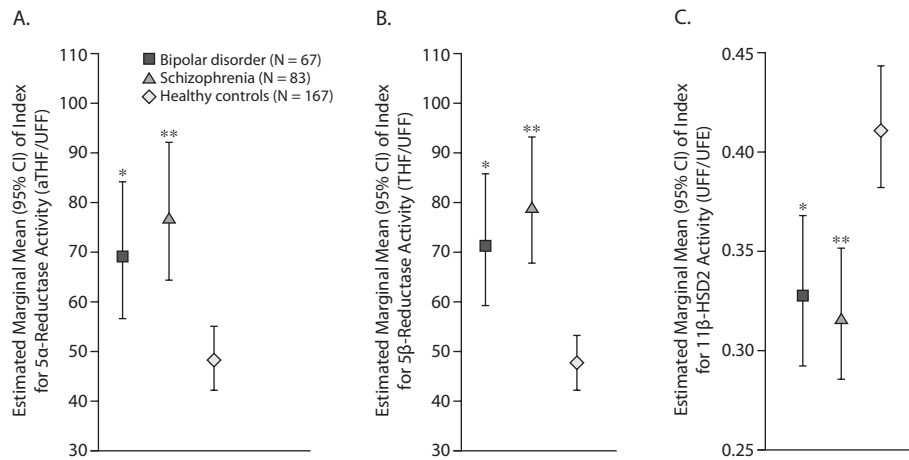 A.
Estimated Marginal Mean (95% CI) of Index
for 5α-Reductase Activity (aTHF/UFF)
110
100
90
80
70
60
50
40
30
Bipolar disorder (N = 67)
Schizophrenia (N = 83)
Healthy controls (N = 167)
*
**
B.
Estimated Marginal Mean (95% CI) of Index
for 5β-Reductase Activity (THF/UFF)
110
100
90
80
70
60
50
40
30
*
**
C.
Estimated Marginal Mean (95% CI) of Index
for 11β-HSD2 Activity (UFF/UFE)
0.45
0.40
0.35
0.30
0.25
*
**